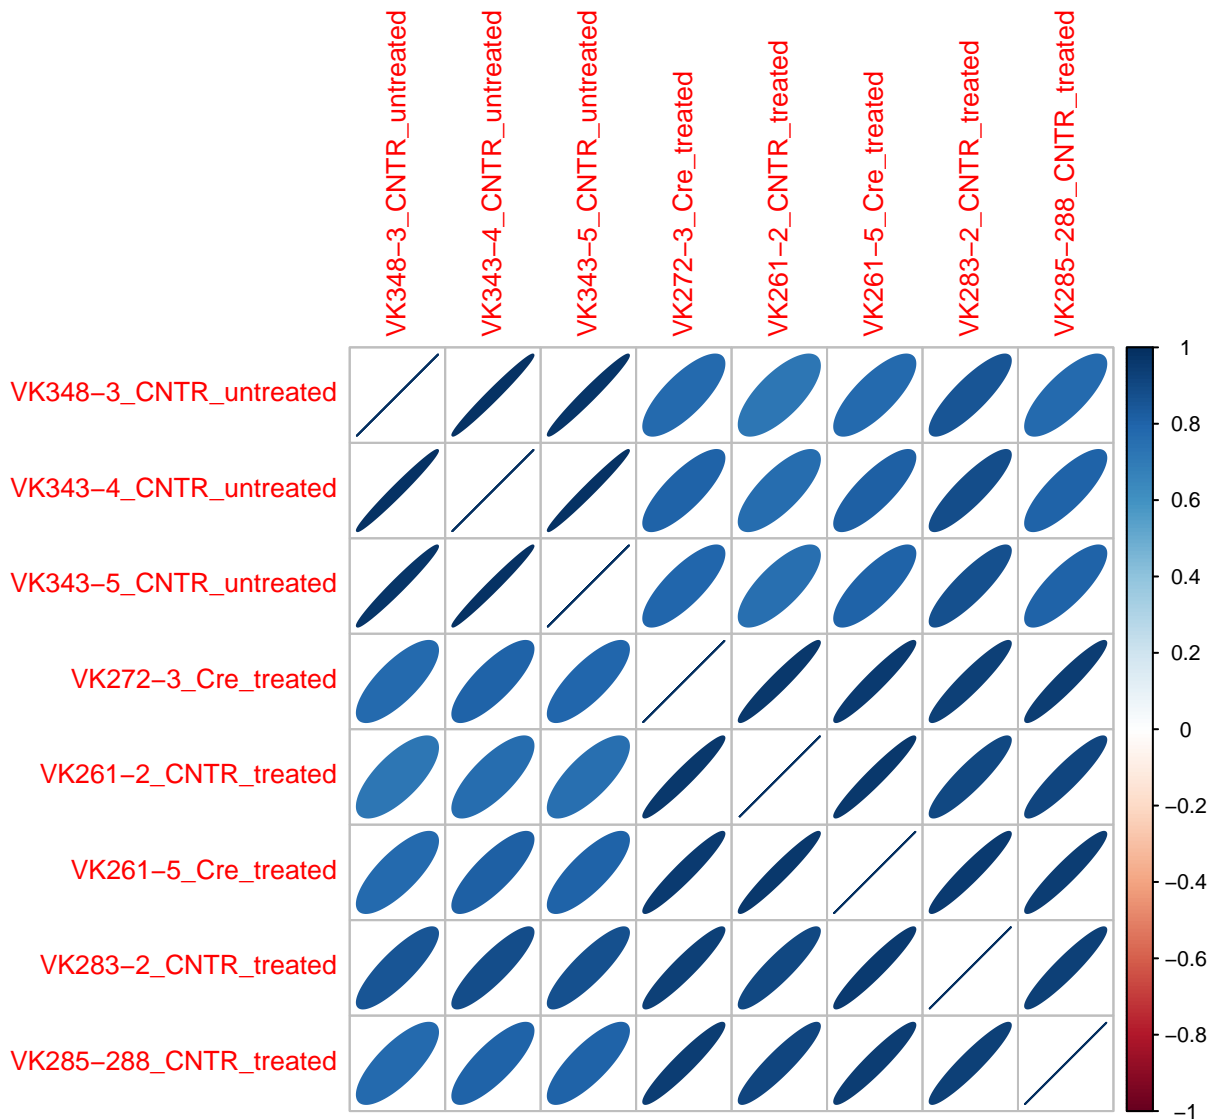 VK348−3_CNTR_untreated
VK343−4_CNTR_untreated
VK343−5_CNTR_untreated
VK272−3_Cre_treated
VK261−2_CNTR_treated
VK261−5_Cre_treated
VK283−2_CNTR_treated
VK285−288_CNTR_treated
VK348−3_CNTR_untreated
VK343−4_CNTR_untreated
VK343−5_CNTR_untreated
VK272−3_Cre_treated
VK261−2_CNTR_treated
VK261−5_Cre_treated
VK283−2_CNTR_treated
VK285−288_CNTR_treated
1
0.8
0.6
0.4
0.2
0
−0.2
−0.4
−0.6
−0.8
−1